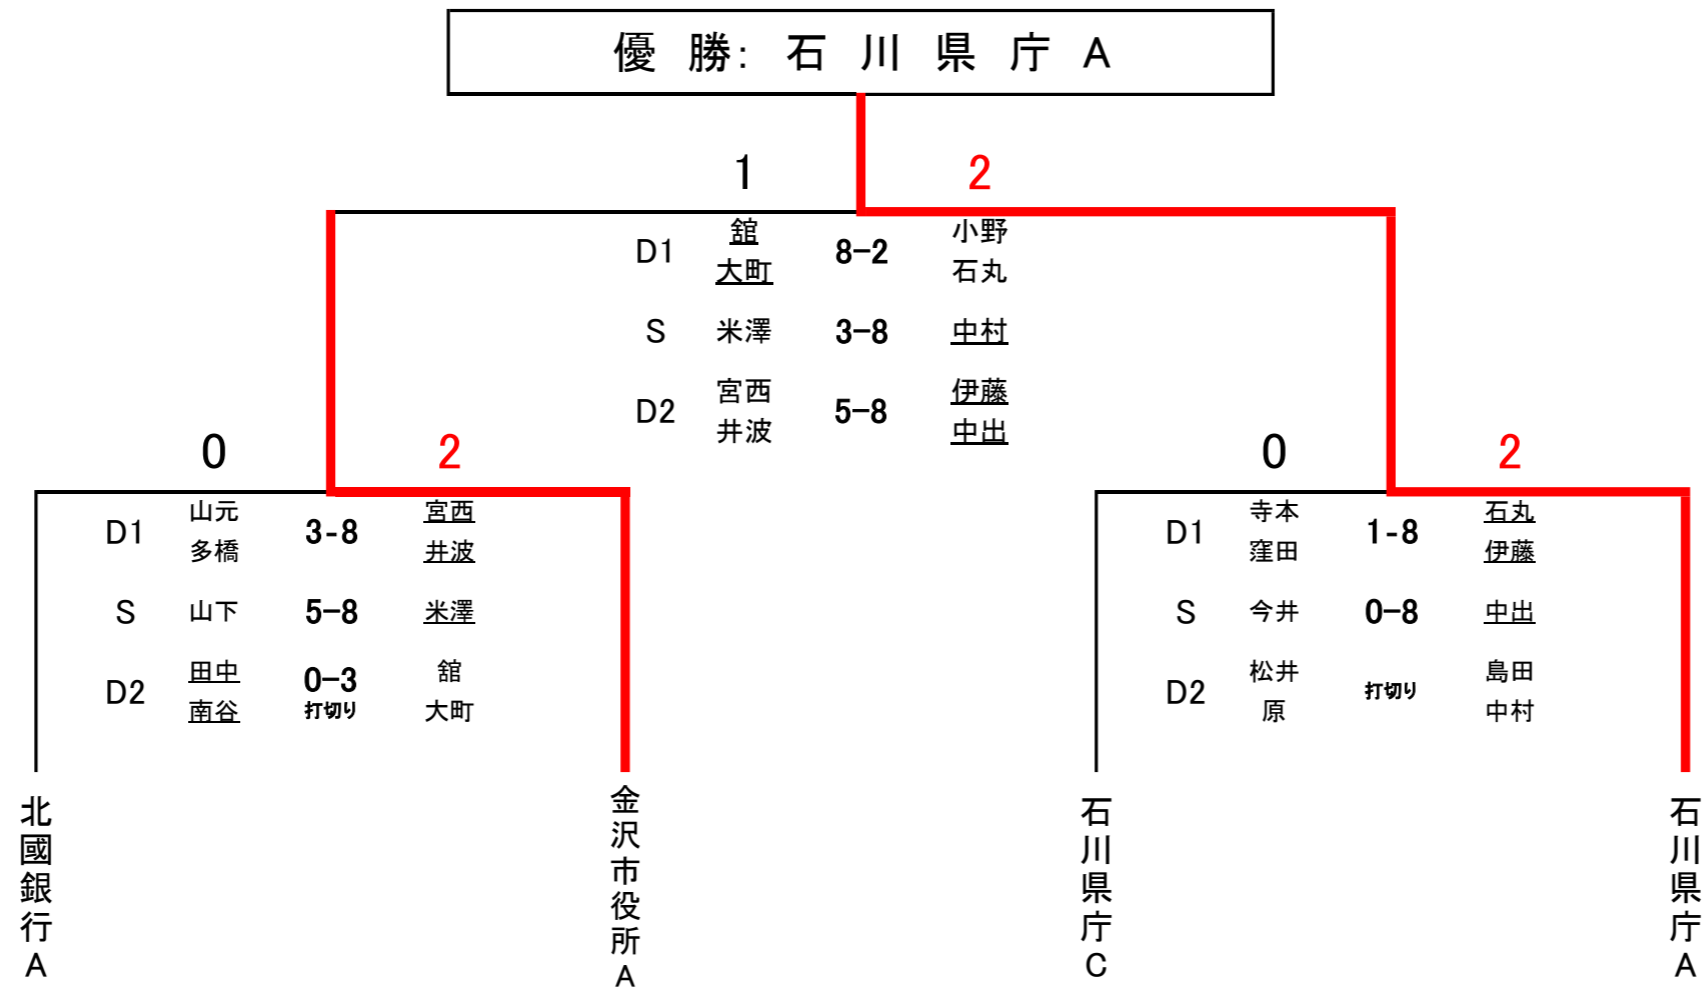 優勝: 石川県庁A
1 2
D1 舘 大町 8-2 小野 石丸
S 米澤 3-8 中村
D2 宮西 井波 5-8 伊藤 中出
0 2
D1 山元 多橋 3-8 宮西 井波
S 山下 5-8 米澤
D2 田中 南谷 0-3 打切り 舘 大町
0 2
D1 寺本 窪田 1-8 石丸 伊藤
S 今井 0-8 中出
D2 松井 原 打切り 島田 中村
北國銀行A
金沢市役所A
石川県庁C
石川県庁A